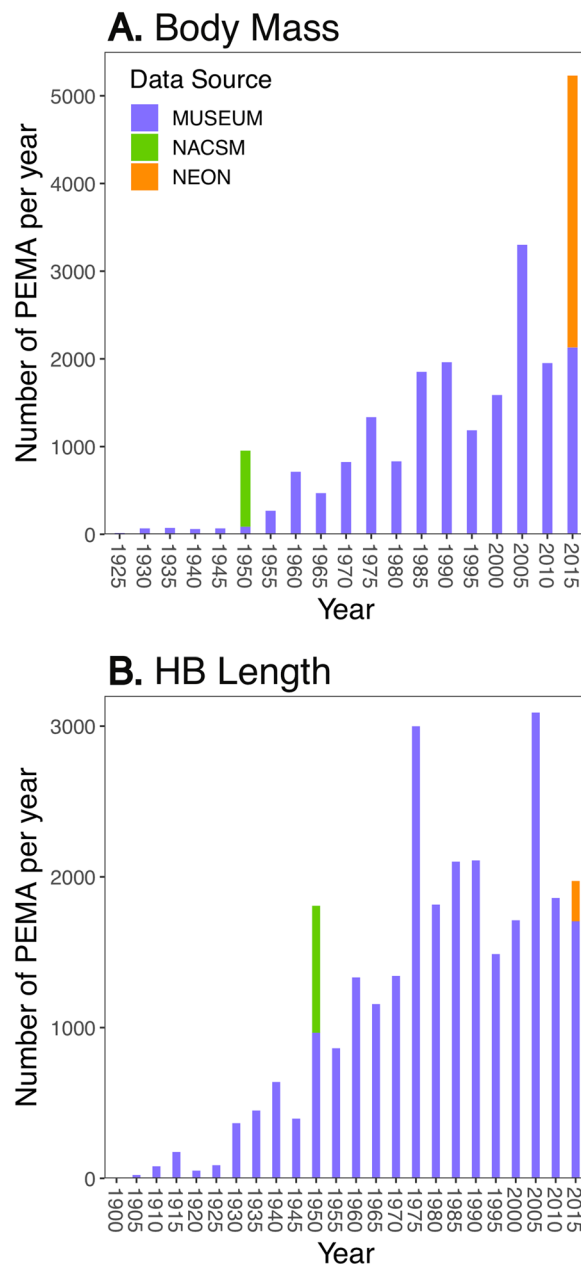 A. Body Mass
Number of PEMA per year
5000
4000
3000
2000
1000
0
Data Source
MUSEUM
NACSM
NEON
1925 1930 1935 1940 1945 1950 1955 1960 1965 1970 1975 1980 1985 1990 1995 2000 2005 2010 2015
Year
B. HB Length
Number of PEMA per year
3000
2000
1000
0
1900 1905 1910 1915 1920 1925 1930 1935 1940 1945 1950 1955 1960 1965 1970 1975 1980 1985 1990 1995 2000 2005 2010 2015
Year